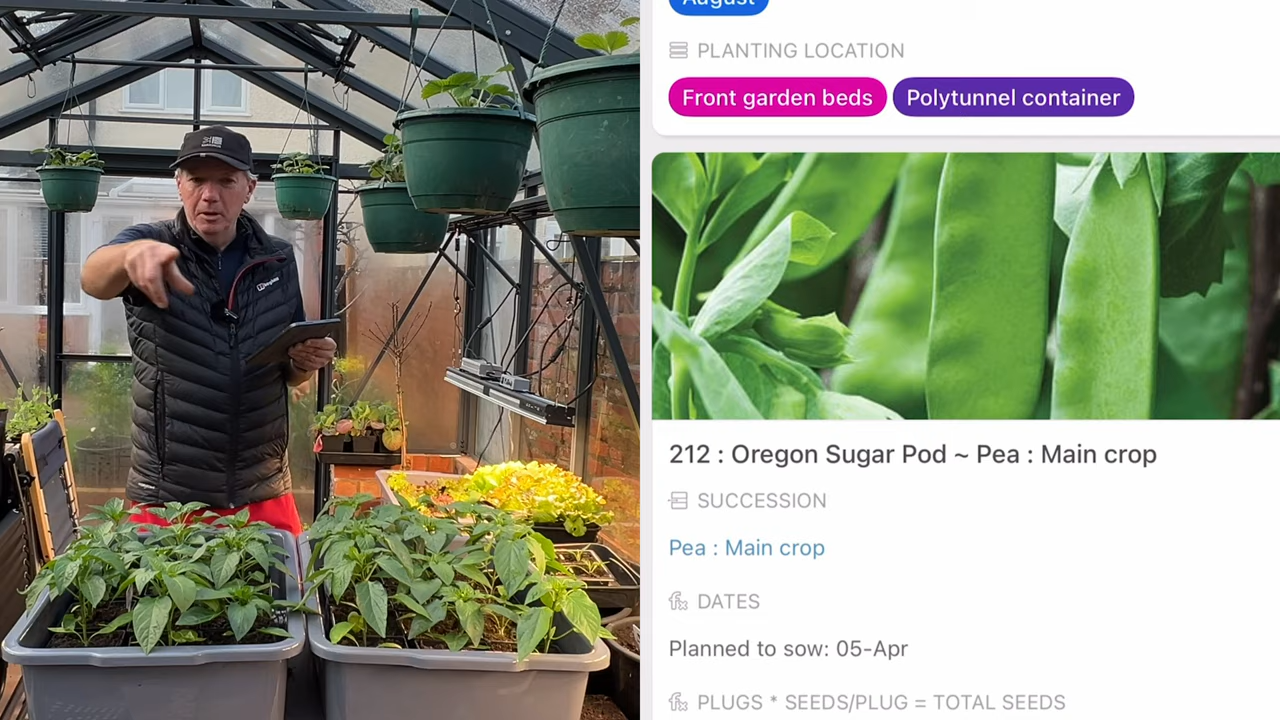 August
PLANTING LOCATION
Front garden beds
Polytunnel container
212 : Oregon Sugar Pod ~ Pea : Main crop
SUCCESSION
Pea : Main crop
DATES
Planned to sow: 05-Apr
PLUGS * SEEDS/PLUG = TOTAL SEEDS